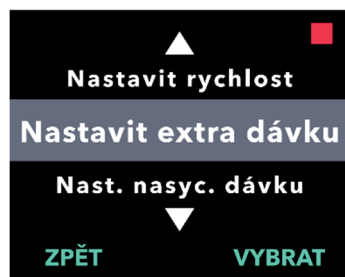 Nastavit rychlost
Nastavit extra dávku
Nast. nasyc. dávku
ZPĚT VYBRAT